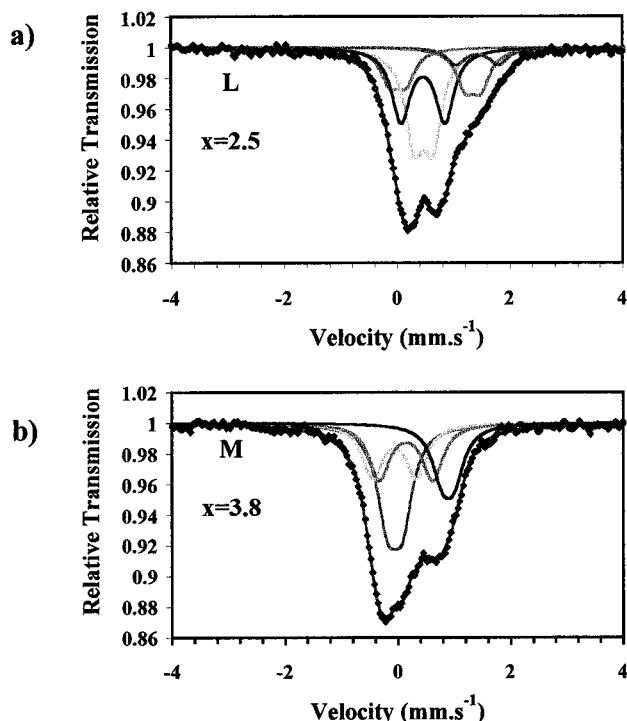 a)
Relative Transmission
1.02
1
0.98
0.96
0.94
0.92
0.9
0.88
0.86
L
x=2.5
-4
-2
0
2
4
Velocity (mm.s-1)
b)
Relative Transmission
1.02
1
0.98
0.96
0.94
0.92
0.9
0.88
0.86
M
x=3.8
-4
-2
0
2
4
Velocity (mm.s-1)